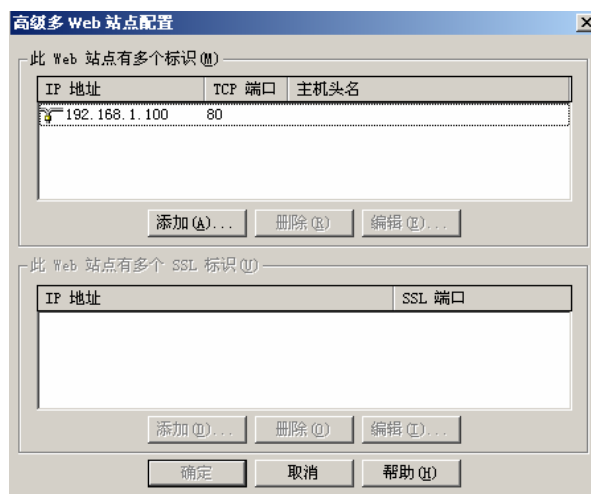 高级多 Web 站点配置
此 Web 站点有多个标识(M)
IP 地址 TCP 端口 主机头名
192.168.1.100 80
添加(A)... 删除(R) 编辑(E)...
此 Web 站点有多个 SSL 标识(U)
IP 地址 SSL 端口
添加(D)... 删除(O) 编辑(I)...
确定 取消 帮助(H)